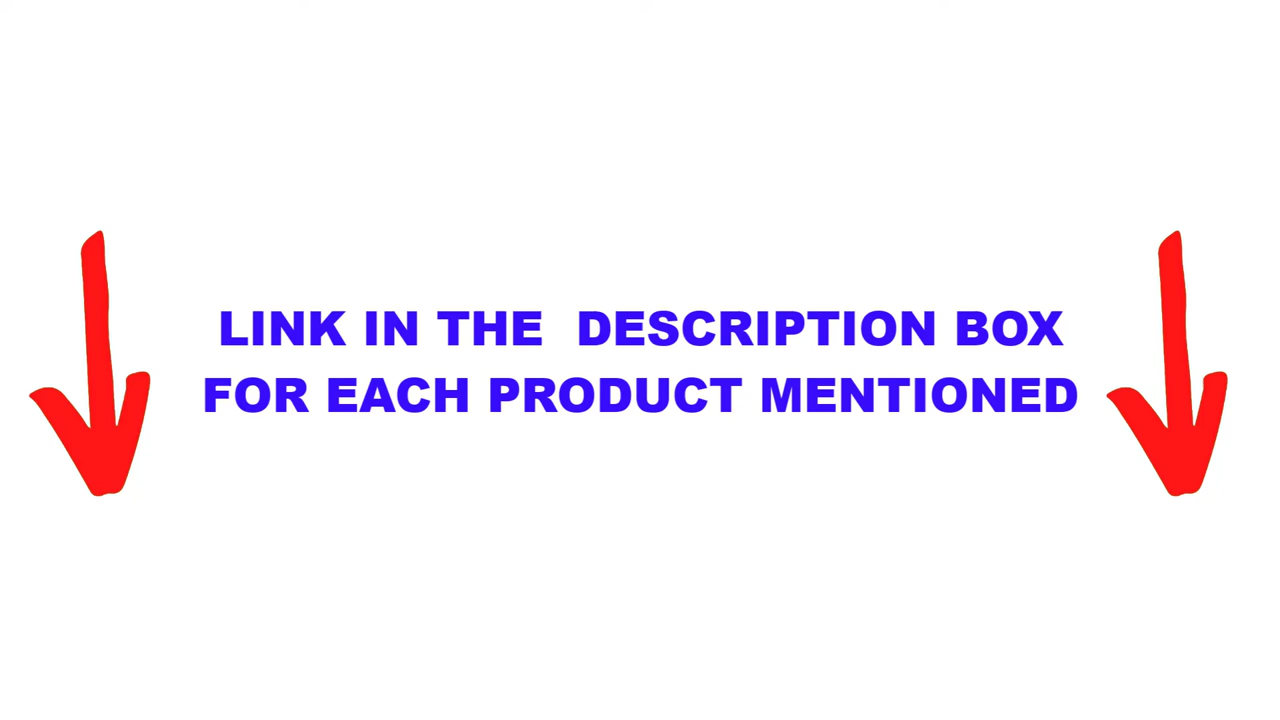 LINK IN THE  DESCRIPTION BOX
FOR EACH PRODUCT MENTIONED